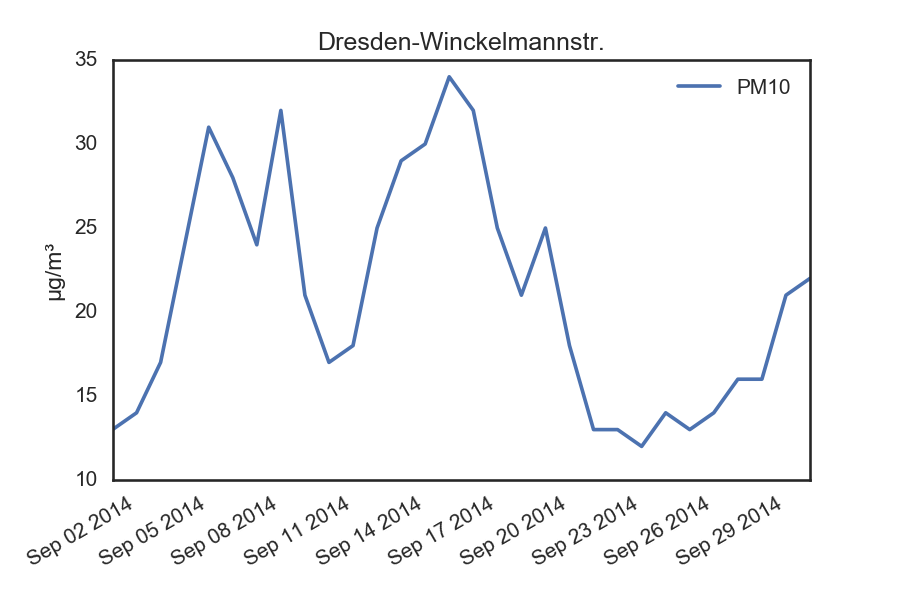 Dresden-Winckelmannstr.
PM10
µg/m³
35
30
25
20
15
10
Sep 02 2014
Sep 05 2014
Sep 08 2014
Sep 11 2014
Sep 14 2014
Sep 17 2014
Sep 20 2014
Sep 23 2014
Sep 26 2014
Sep 29 2014